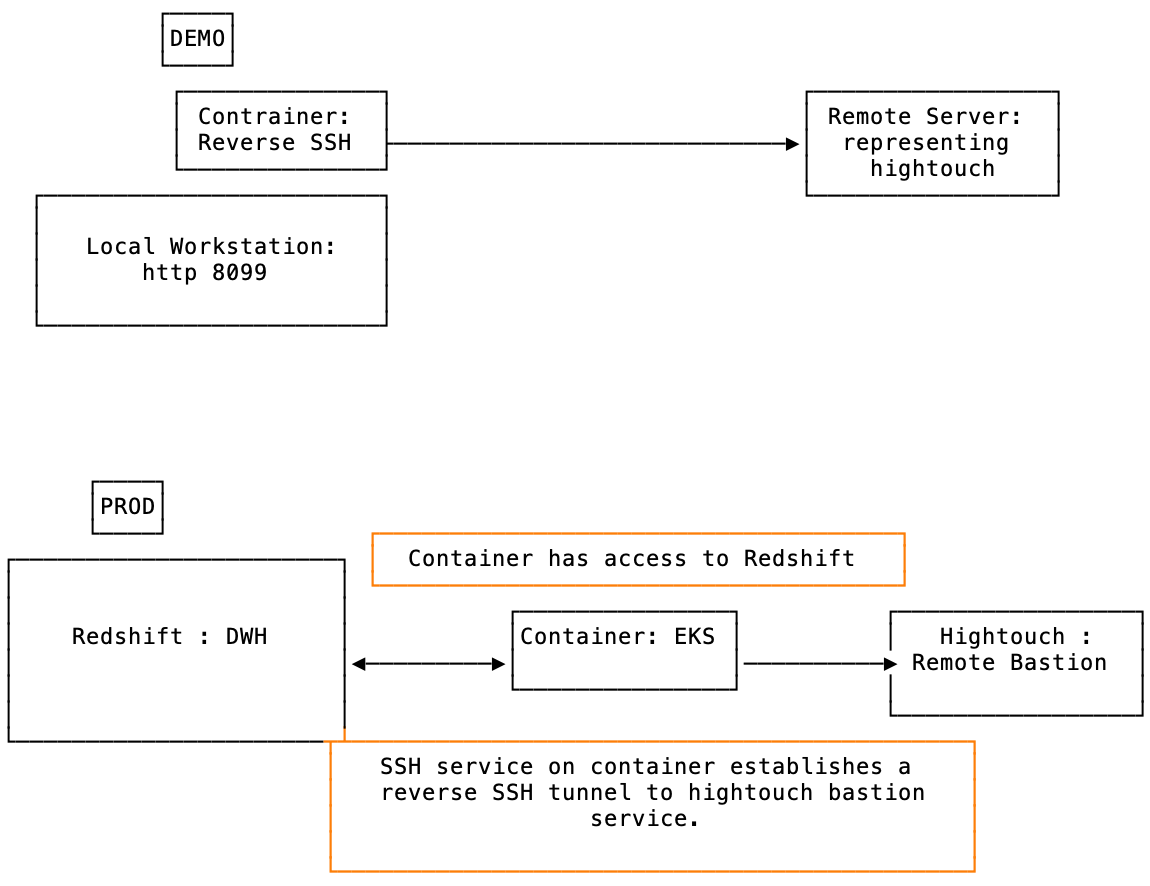 DEMO
Contrainer:
Reverse SSH
Remote Server:
representing
hightouch
Local Workstation:
http 8099
PROD
Container has access to Redshift
Redshift : DWH
Container: EKS
Hightouch :
Remote Bastion
SSH service on container establishes a
reverse SSH tunnel to hightouch bastion
service.